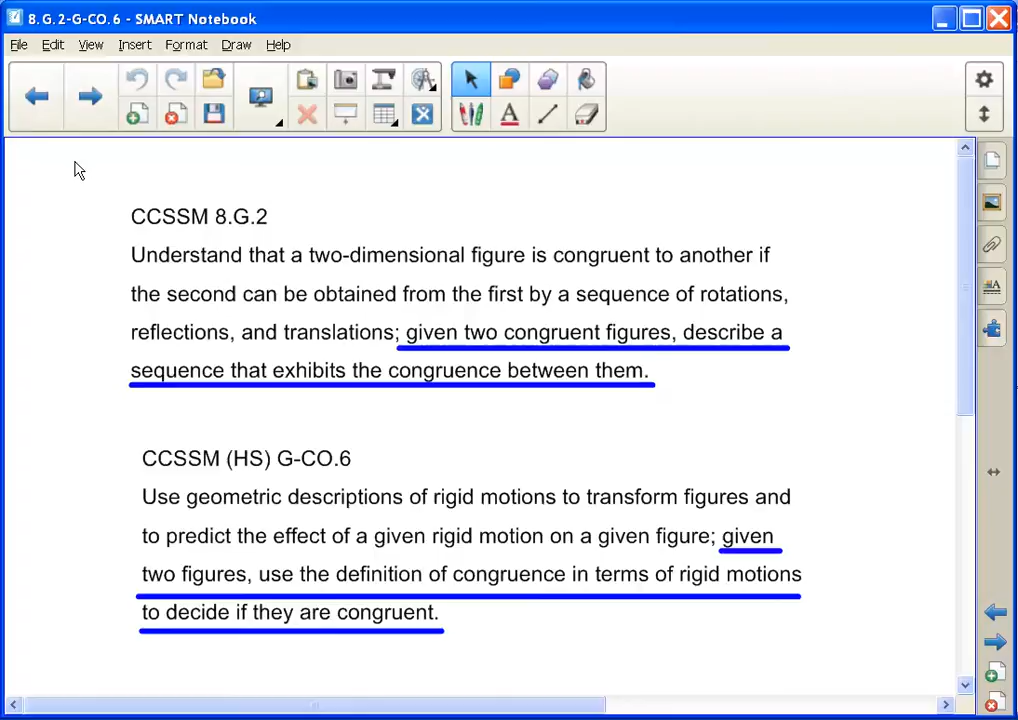 8.G.2-G-CO.6 - SMART Notebook
File Edit View Insert Format Draw Help
CCSSM 8.G.2
Understand that a two-dimensional figure is congruent to another if
the second can be obtained from the first by a sequence of rotations,
reflections, and translations; given two congruent figures, describe a
sequence that exhibits the congruence between them.
CCSSM (HS) G-CO.6
Use geometric descriptions of rigid motions to transform figures and
to predict the effect of a given rigid motion on a given figure; given
two figures, use the definition of congruence in terms of rigid motions
to decide if they are congruent.